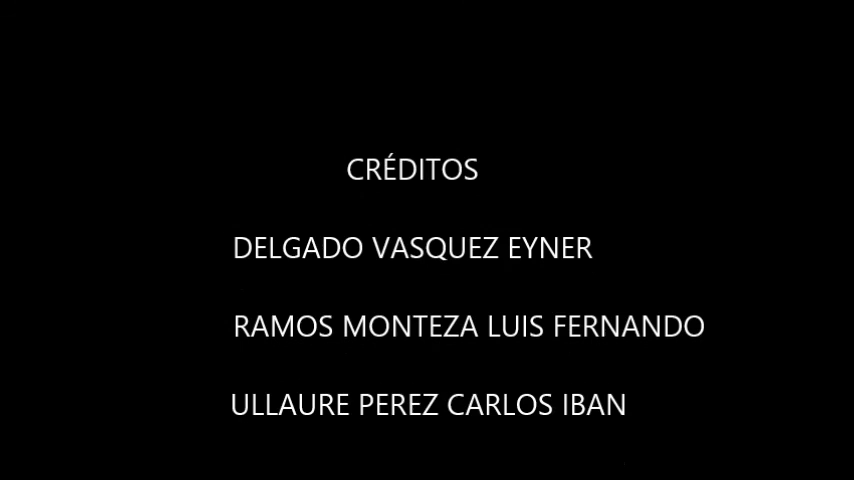 CRÉDITOS
DELGADO VASQUEZ EYNER
RAMOS MONTEZA LUIS FERNANDO
ULLAURE PEREZ CARLOS IBAN